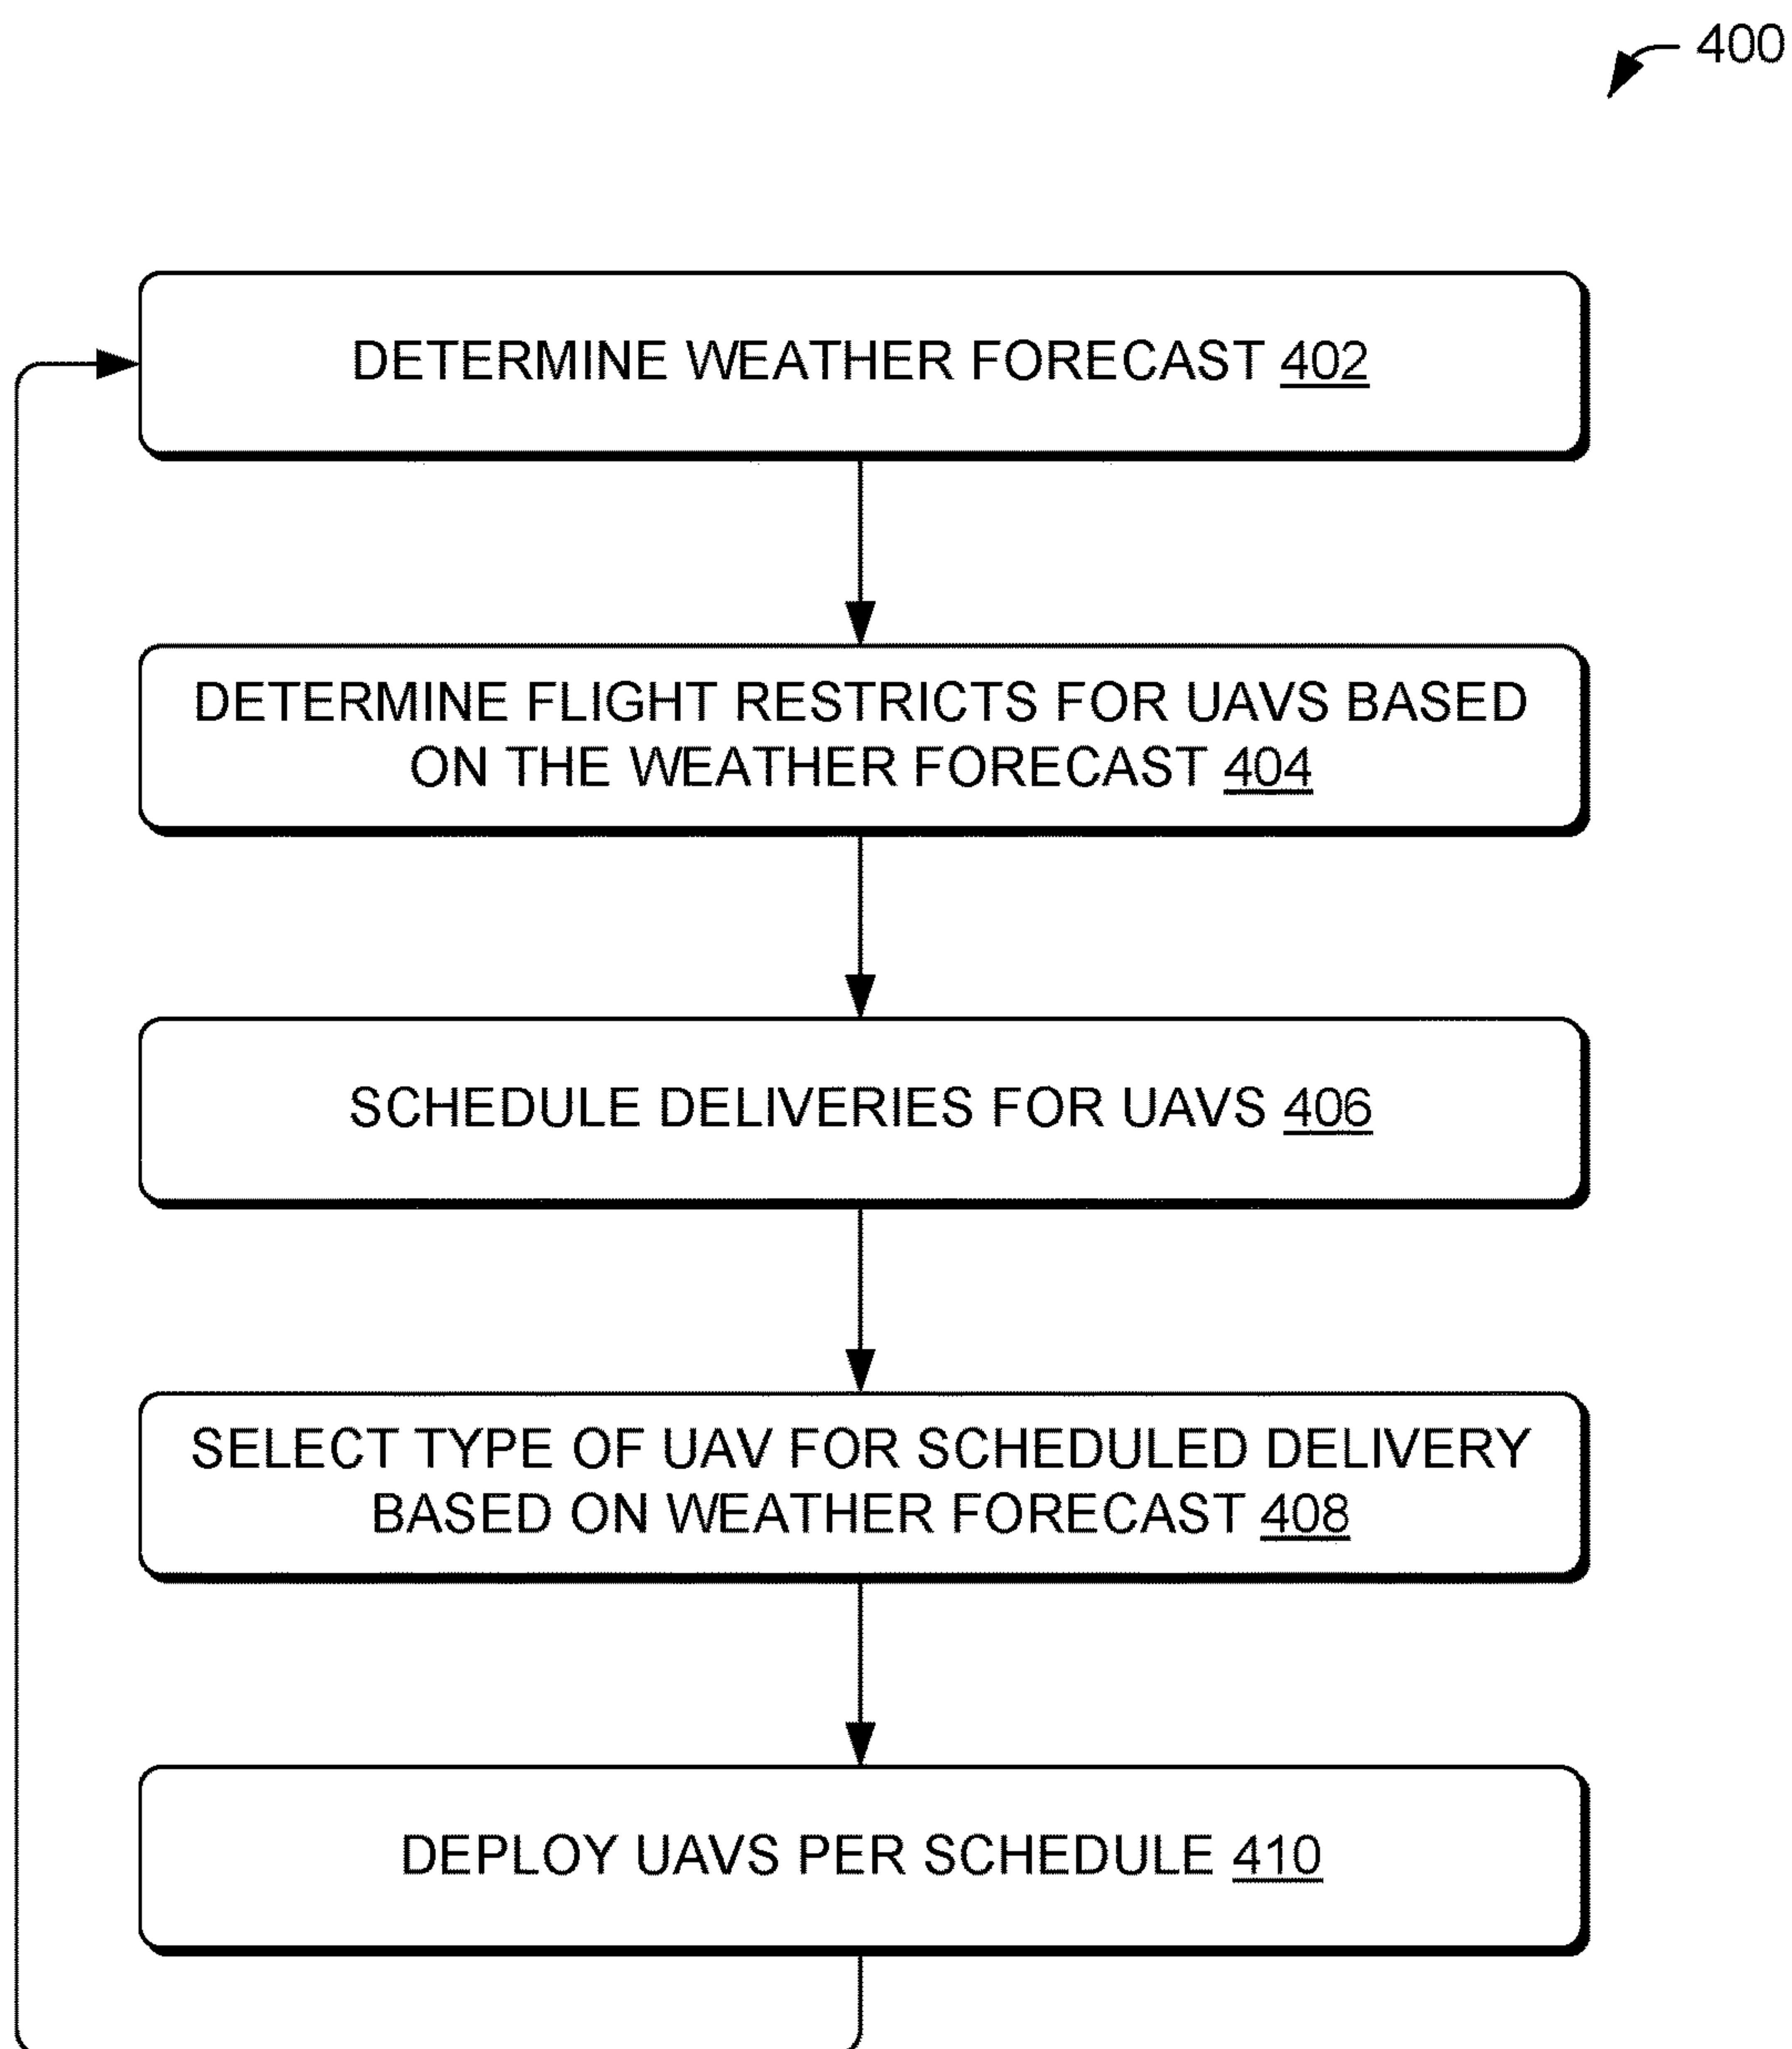 400
DETERMINE WEATHER FORECAST 402
DETERMINE FLIGHT RESTRICTS FOR UAVS BASED
ON THE WEATHER FORECAST 404
SCHEDULE DELIVERIES FOR UAVS 406
SELECT TYPE OF UAV FOR SCHEDULED DELIVERY
BASED ON WEATHER FORECAST 408
DEPLOY UAVS PER SCHEDULE 410